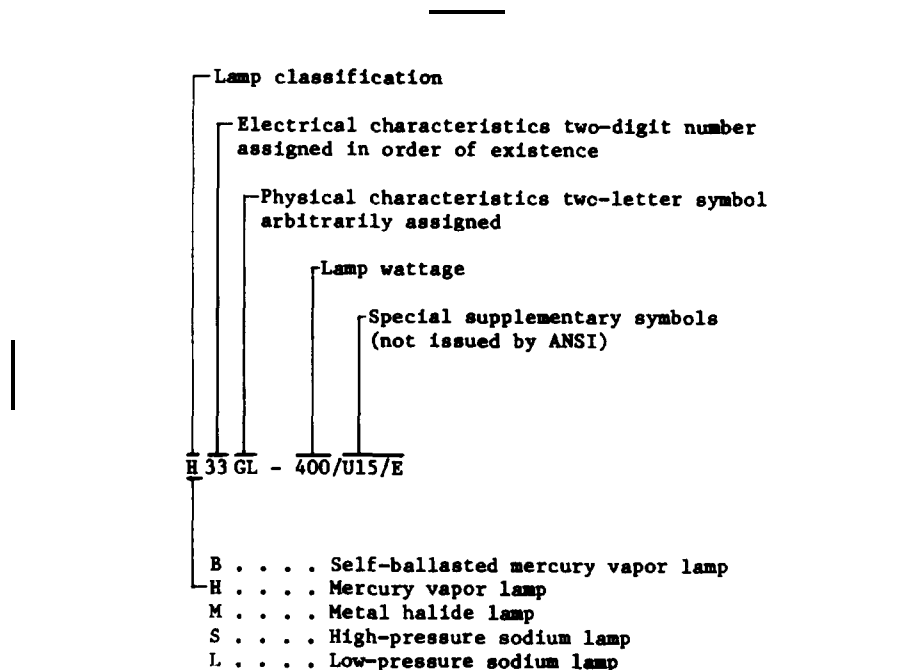 Lamp classification
Electrical characteristics two-digit number
assigned in order of existence
Physical characteristics two-letter symbol
arbitrarily assigned
Lamp wattage
Special supplementary symbols
(not issued by ANSI)
H 33 GL - 400/U15/E
B . . . . Self-ballasted mercury vapor lamp
H . . . . Mercury vapor lamp
M . . . . Metal halide lamp
S . . . . High-pressure sodium lamp
L . . . . Low-pressure sodium lamp